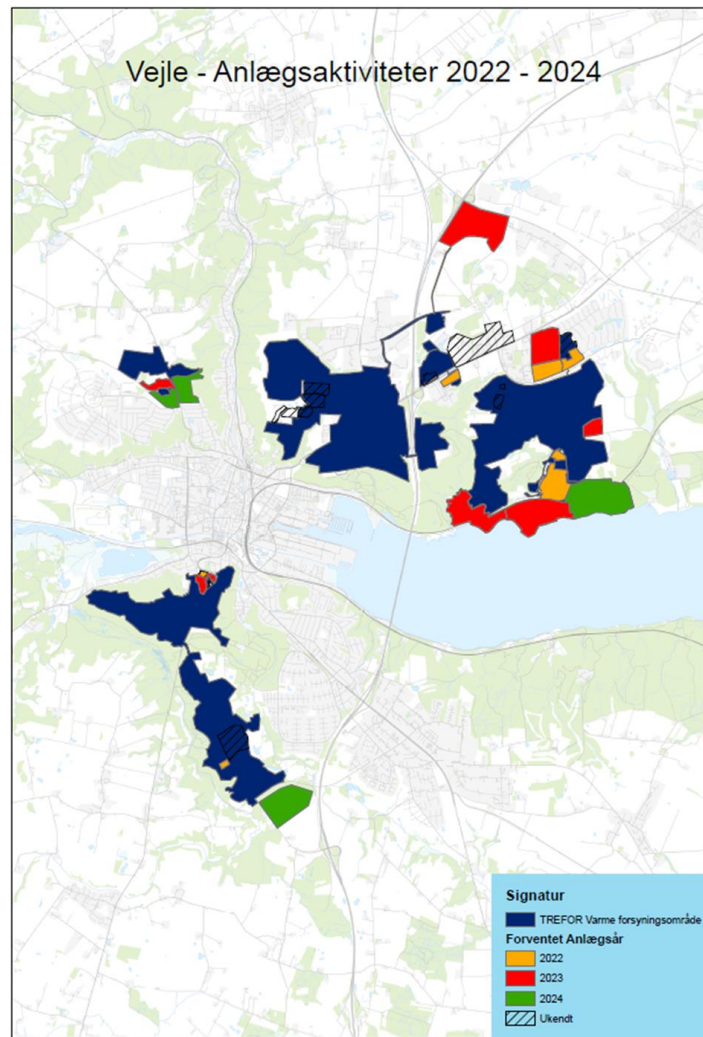 Vejle - Anlægsaktiviteter 2022 - 2024
Signatur
TREFOR Varme forsyningsområde
Forventet Anlægsår
2022
2023
2024
Ukendt